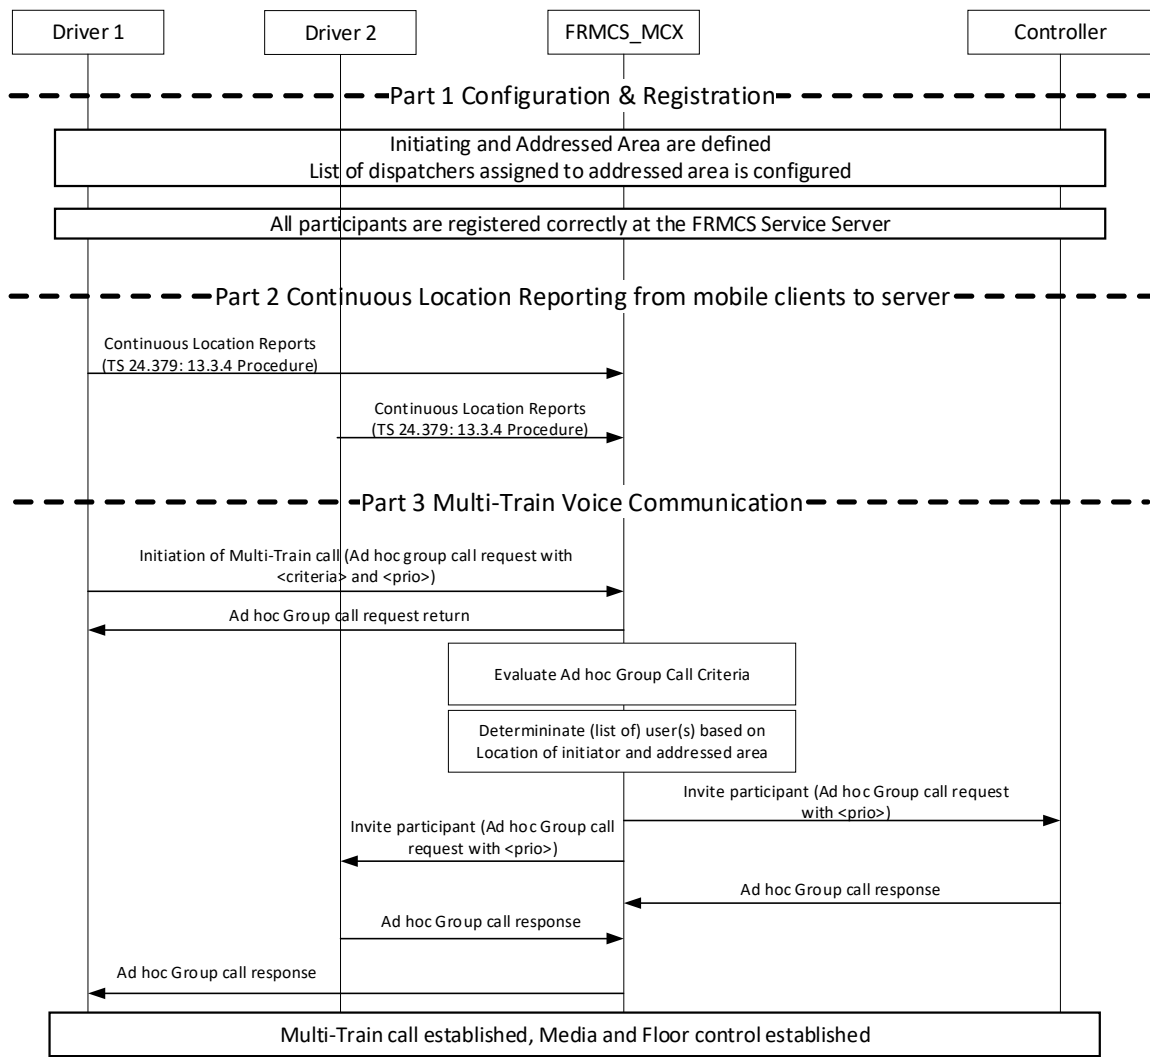 Driver 1
Driver 2
FRMCS_MCX
Controller
Part 1 Configuration & Registration
Initiating and Addressed Area are defined
List of dispatchers assigned to addressed area is configured
All participants are registered correctly at the FRMCS Service Server
Part 2 Continuous Location Reporting from mobile clients to server
Continuous Location Reports
(TS 24.379: 13.3.4 Procedure)
Continuous Location Reports
(TS 24.379: 13.3.4 Procedure)
Part 3 Multi-Train Voice Communication
Initiation of Multi-Train call (Ad hoc group call request with
<criteria> and <prio>)
Ad hoc Group call request return
Evaluate Ad hoc Group Call Criteria
Determininate (list of) user(s) based on
Location of initiator and addressed area
Invite participant (Ad hoc Group call request
with <prio>)
Invite participant (Ad hoc Group call
request with <prio>)
Ad hoc Group call response
Ad hoc Group call response
Ad hoc Group call response
Multi-Train call established, Media and Floor control established